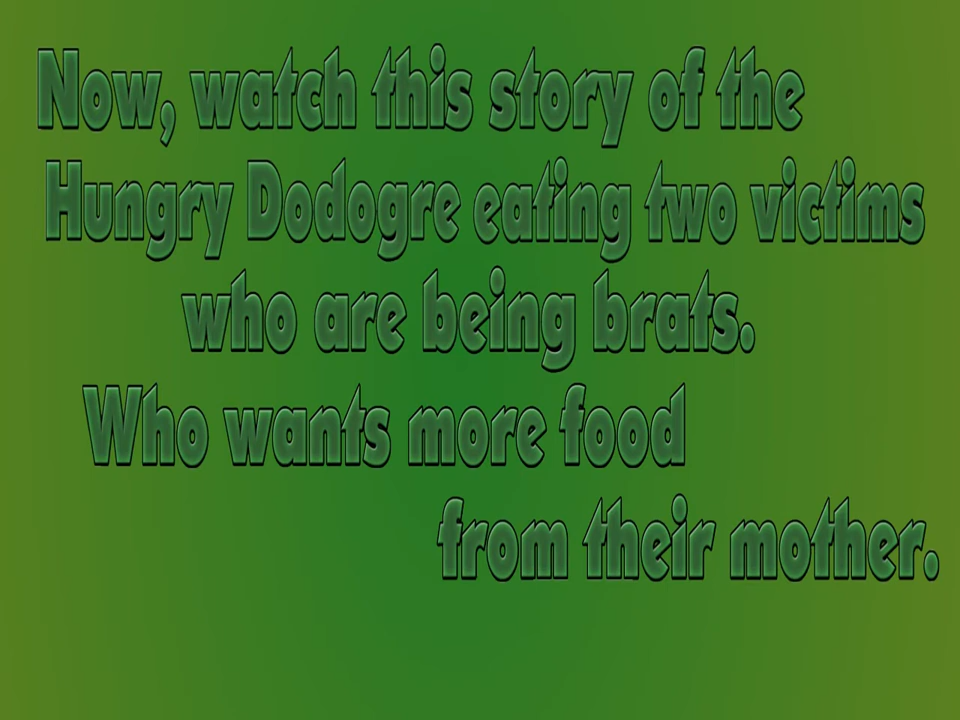 Now, watch this story of the
Hungry Dodogre eating two victims
who are being brats.
Who wants more food
from their mother.